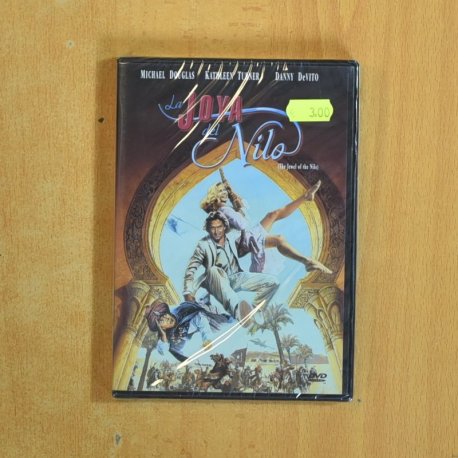 MICHAEL DOUGLAS KATHLEEN TURNER DANNY DeVITO
La
JOYA
del
Nilo
(The Jewel of the Nile)
3.00
DVD